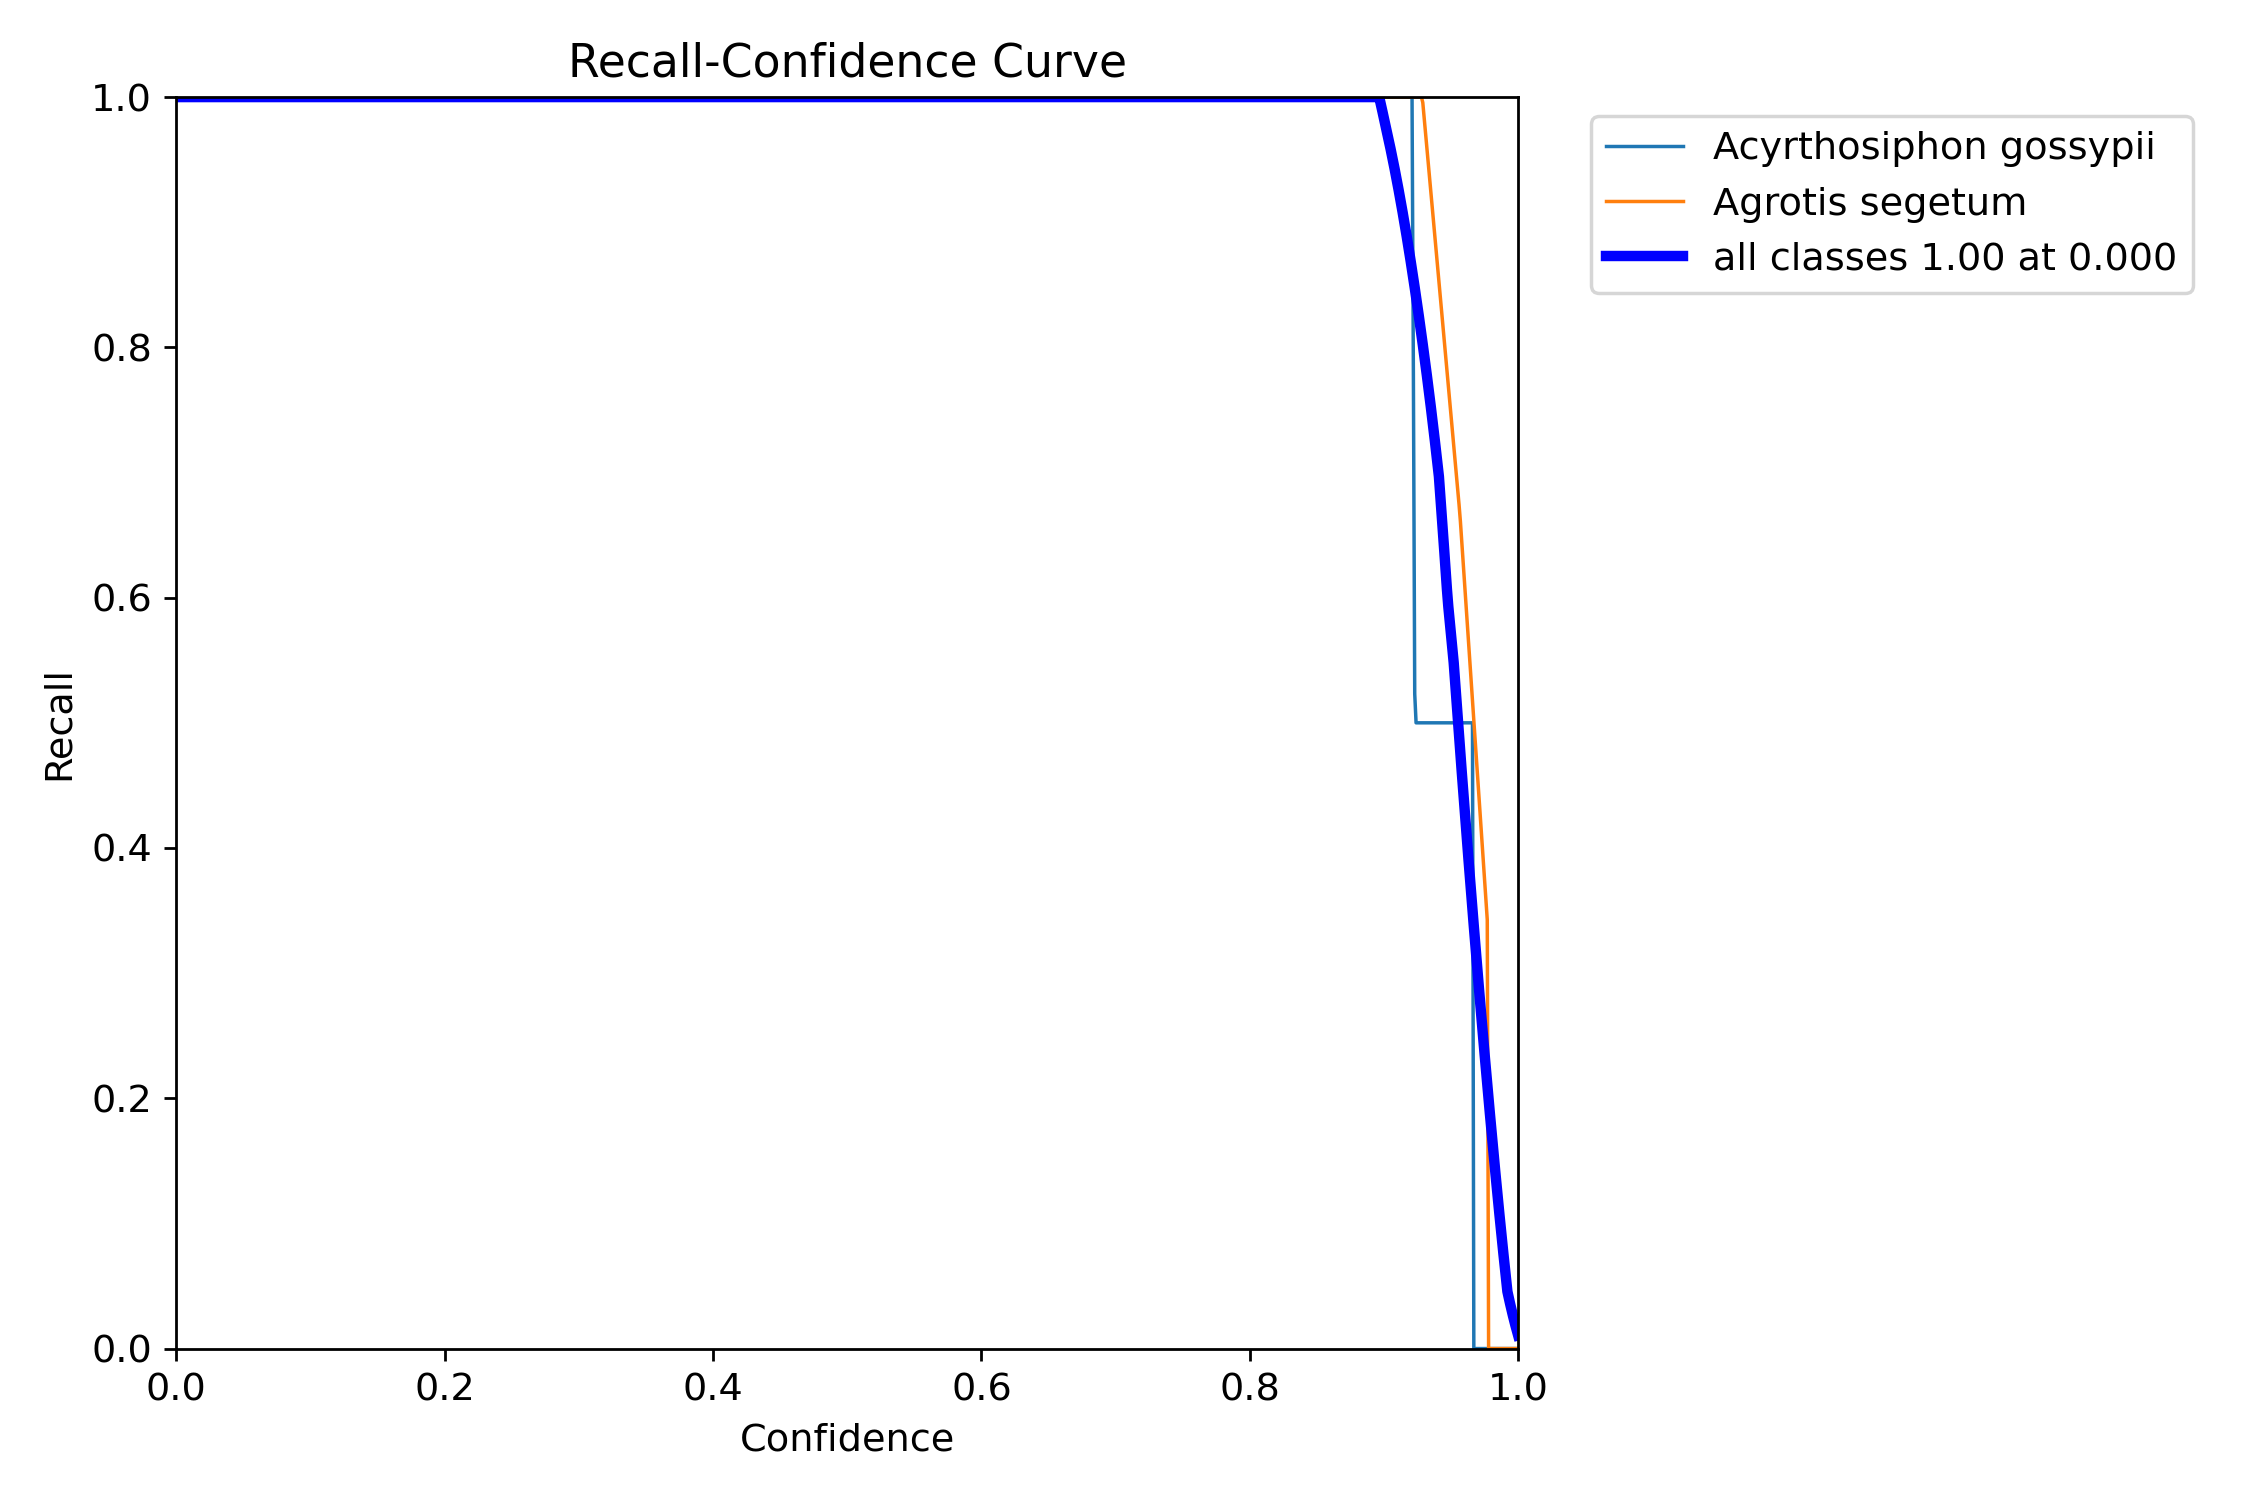 Recall-Confidence Curve
1.0
0.8
0.6
0.4
0.2
0.0
Recall
0.0 0.2 0.4 0.6 0.8 1.0
Confidence
Acyrthosiphon gossypii
Agrotis segetum
all classes 1.00 at 0.000